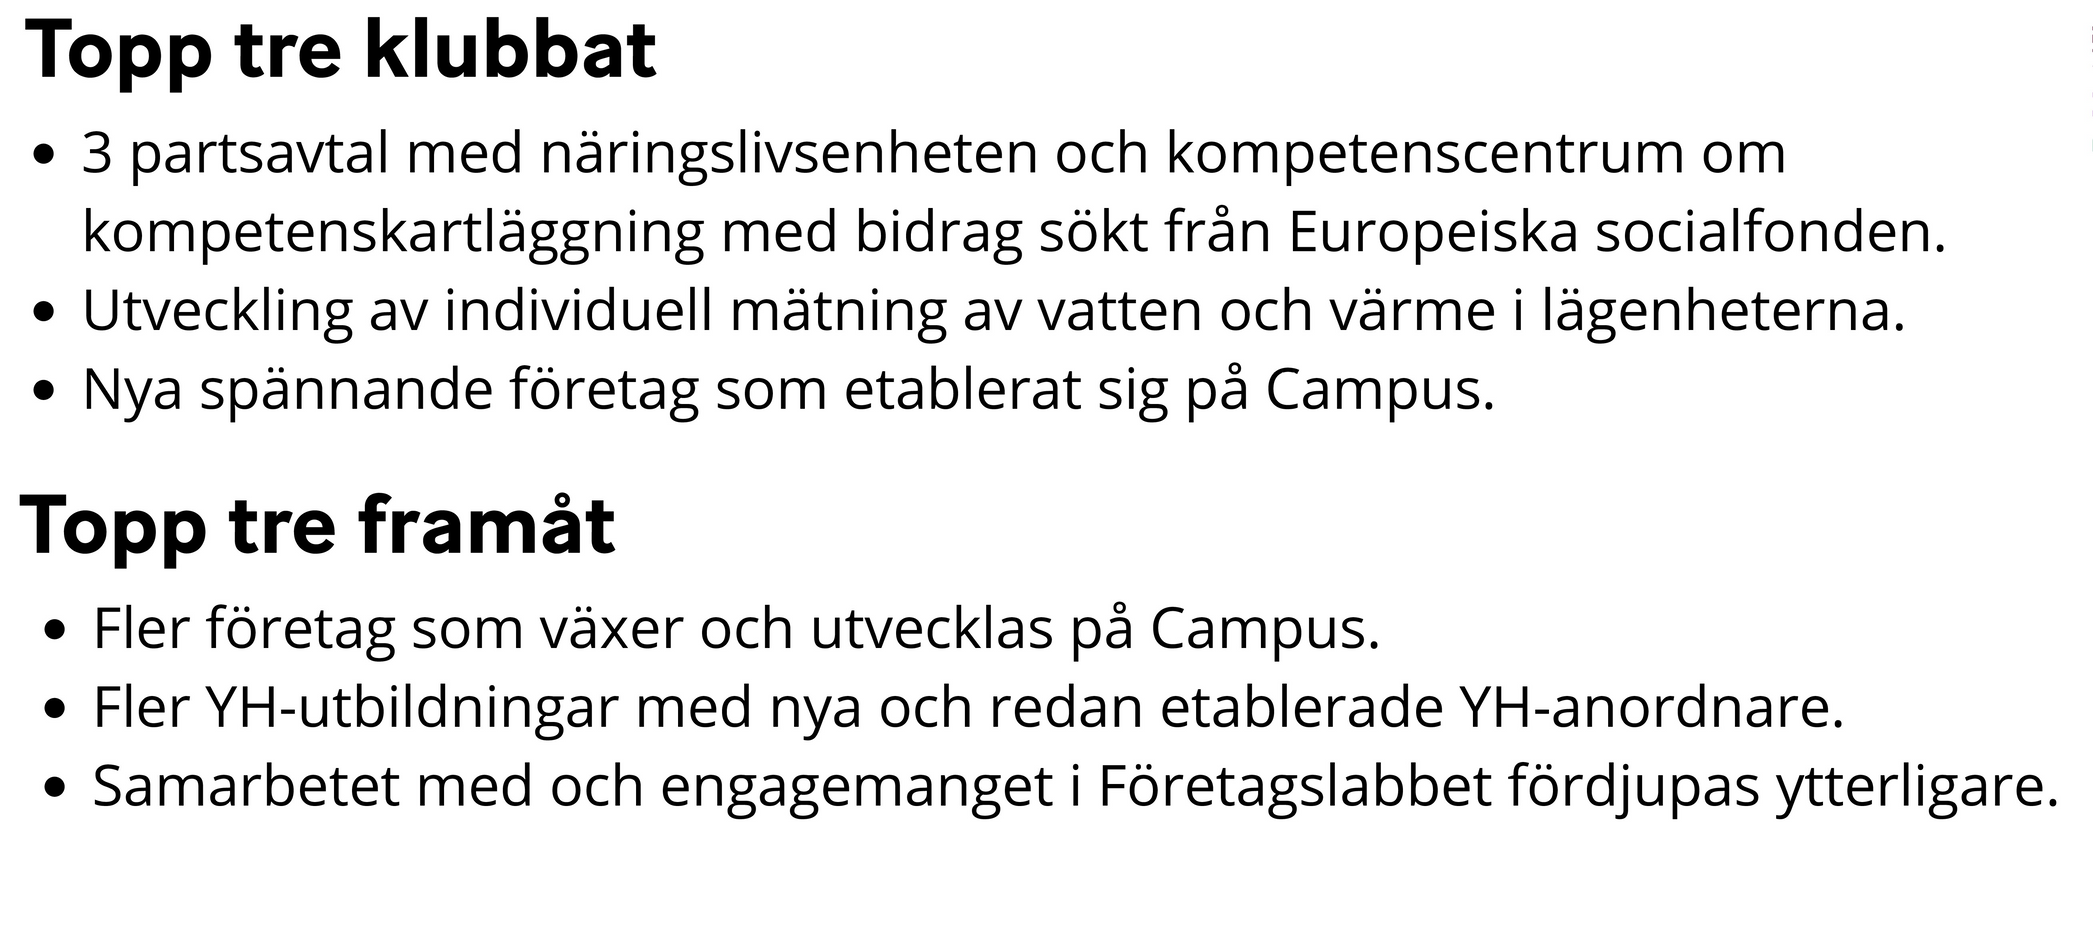 Topp tre klubbat
• 3 partsavtal med näringslivsenheten och kompetenscentrum om
kompetenskartläggning med bidrag sökt från Europeiska socialfonden.
• Utveckling av individuell mätning av vatten och värme i lägenheterna.
• Nya spännande företag som etablerat sig på Campus.
Topp tre framåt
• Fler företag som växer och utvecklas på Campus.
• Fler YH-utbildningar med nya och redan etablerade YH-anordnare.
• Samarbetet med och engagemanget i Företagslabbet fördjupas ytterligare.